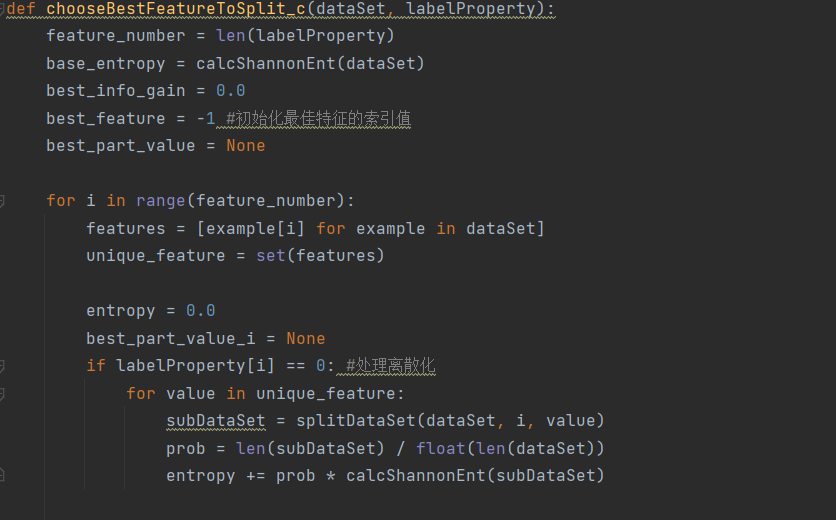 def chooseBestFeatureToSplit_c(dataSet, labelProperty):
    feature_number = len(labelProperty)
    base_entropy = calcShannonEnt(dataSet)
    best_info_gain = 0.0
    best_feature = -1 #初始化最佳特征的索引值
    best_part_value = None
    for i in range(feature_number):
        features = [example[i] for example in dataSet]
        unique_feature = set(features)
        entropy = 0.0
        best_part_value_i = None
        if labelProperty[i] == 0: #处理离散化
            for value in unique_feature:
                subDataSet = splitDataSet(dataSet, i, value)
                prob = len(subDataSet) / float(len(dataSet))
                entropy += prob * calcShannonEnt(subDataSet)